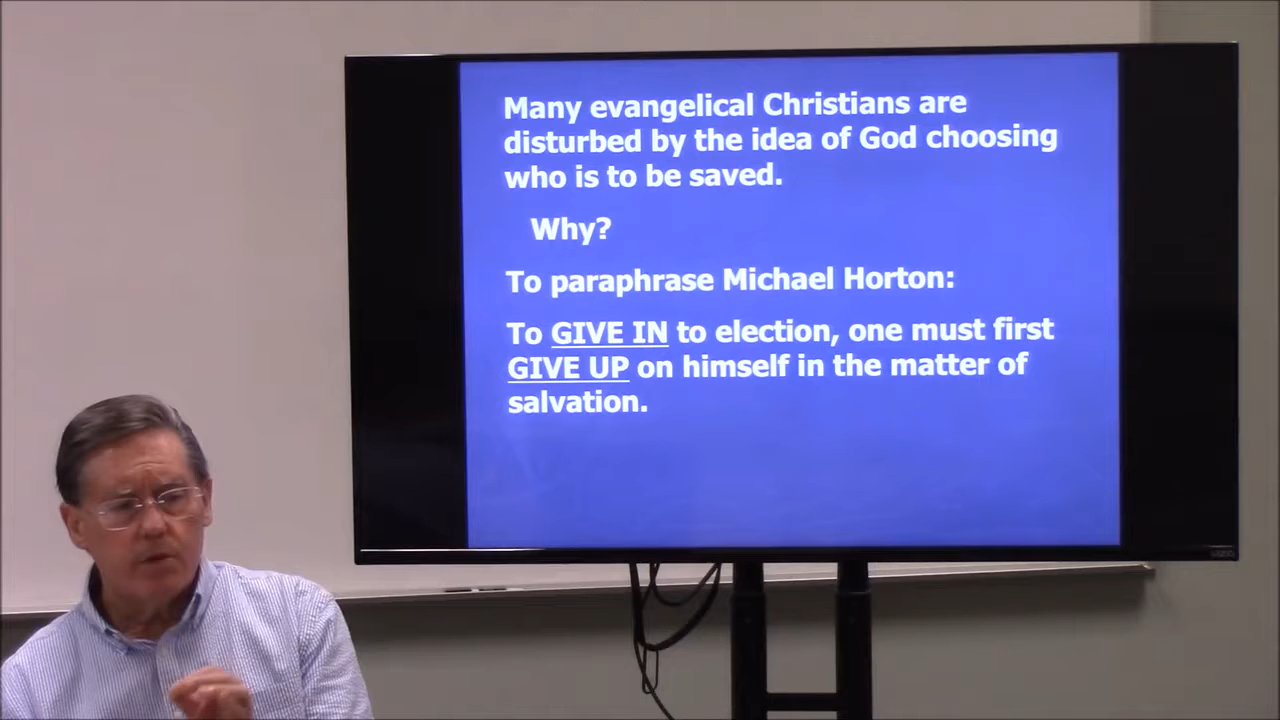 Many evangelical Christians are
disturbed by the idea of God choosing
who is to be saved.
Why?
To paraphrase Michael Horton:
To GIVE IN to election, one must first
GIVE UP on himself in the matter of
salvation.
VIZIO